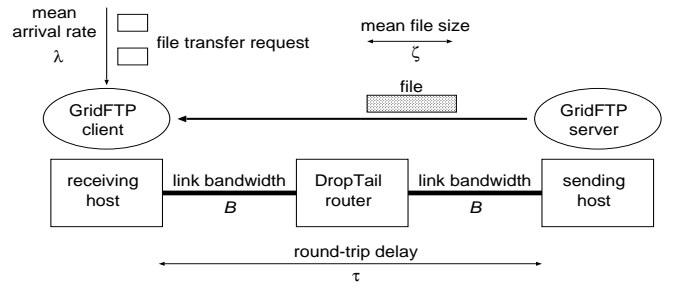 mean
arrival rate
λ
file transfer request
mean file size
ζ
file
GridFTP
client
GridFTP
server
receiving
host
link bandwidth
B
DropTail
router
link bandwidth
B
sending
host
round-trip delay
τ